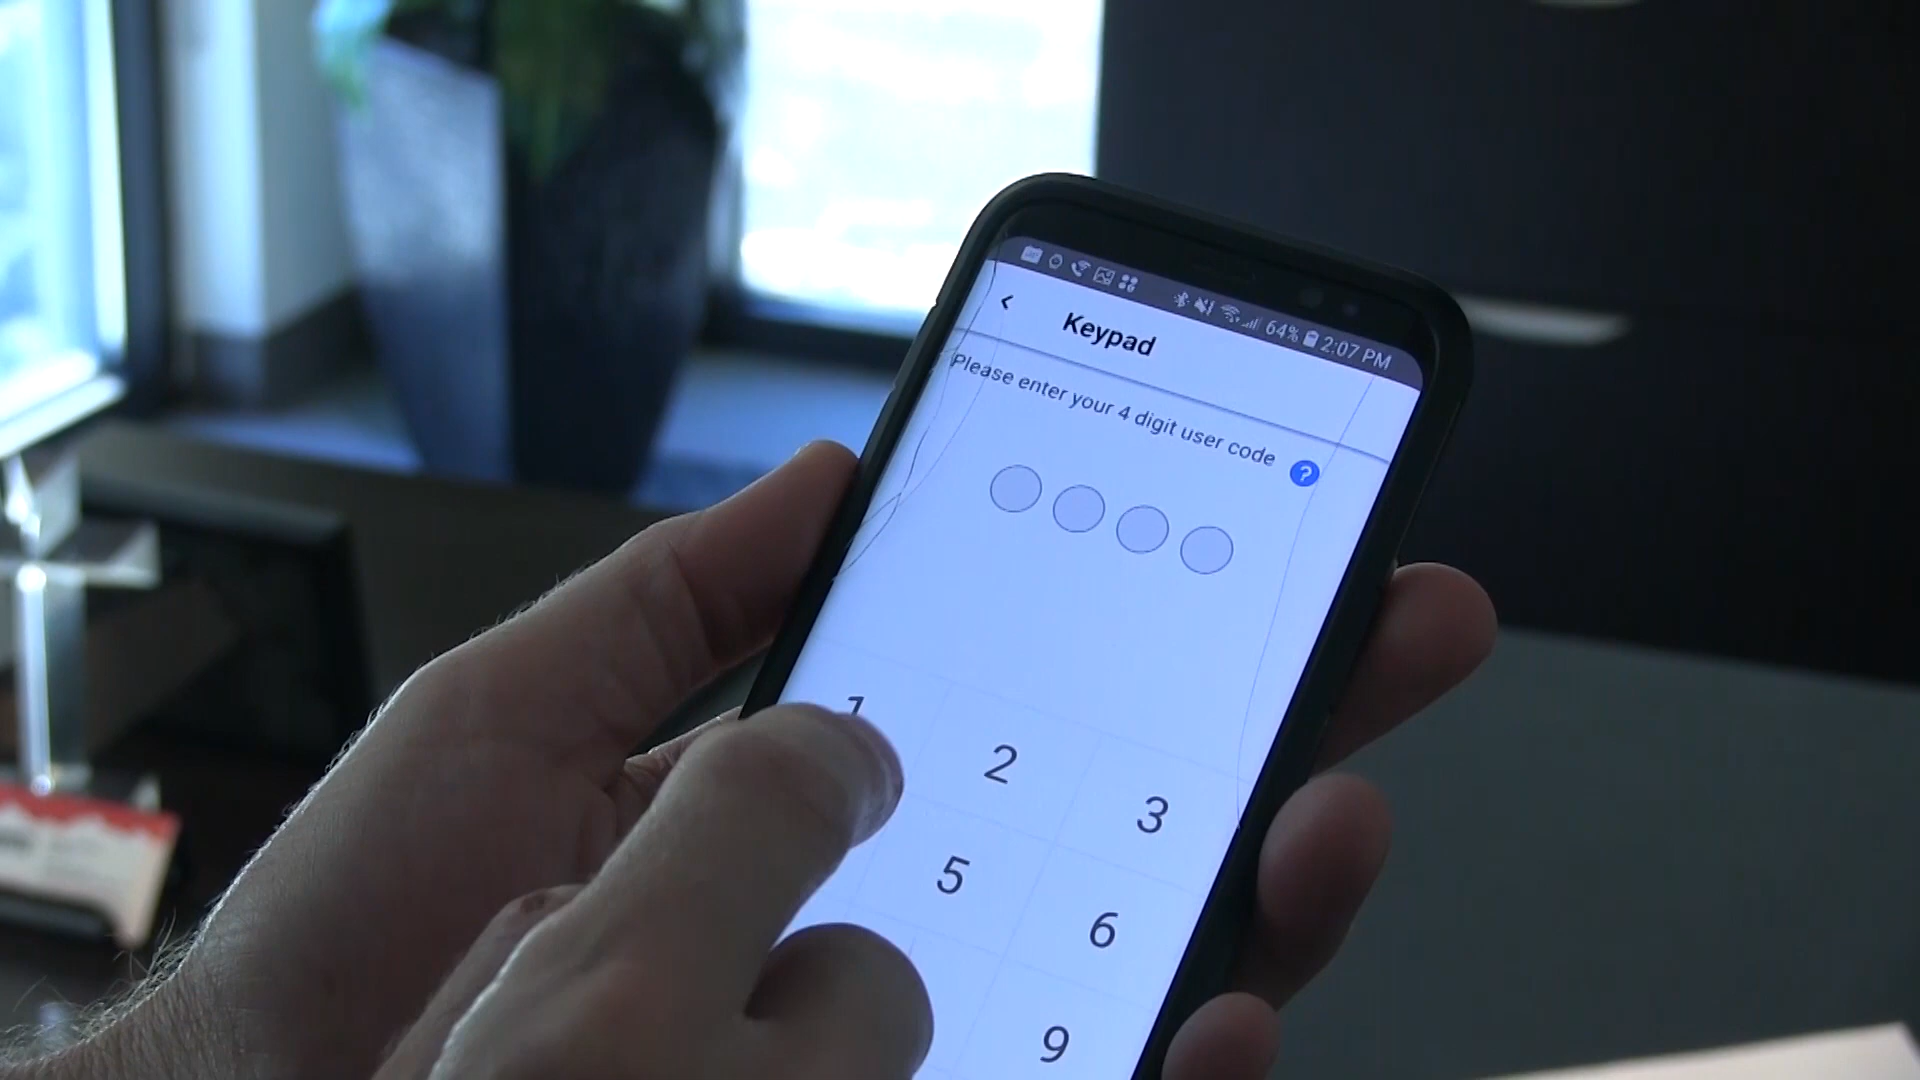 64% 2:07 PM
Keypad
Please enter your 4 digit user code ?
1 2 3
5 6
9